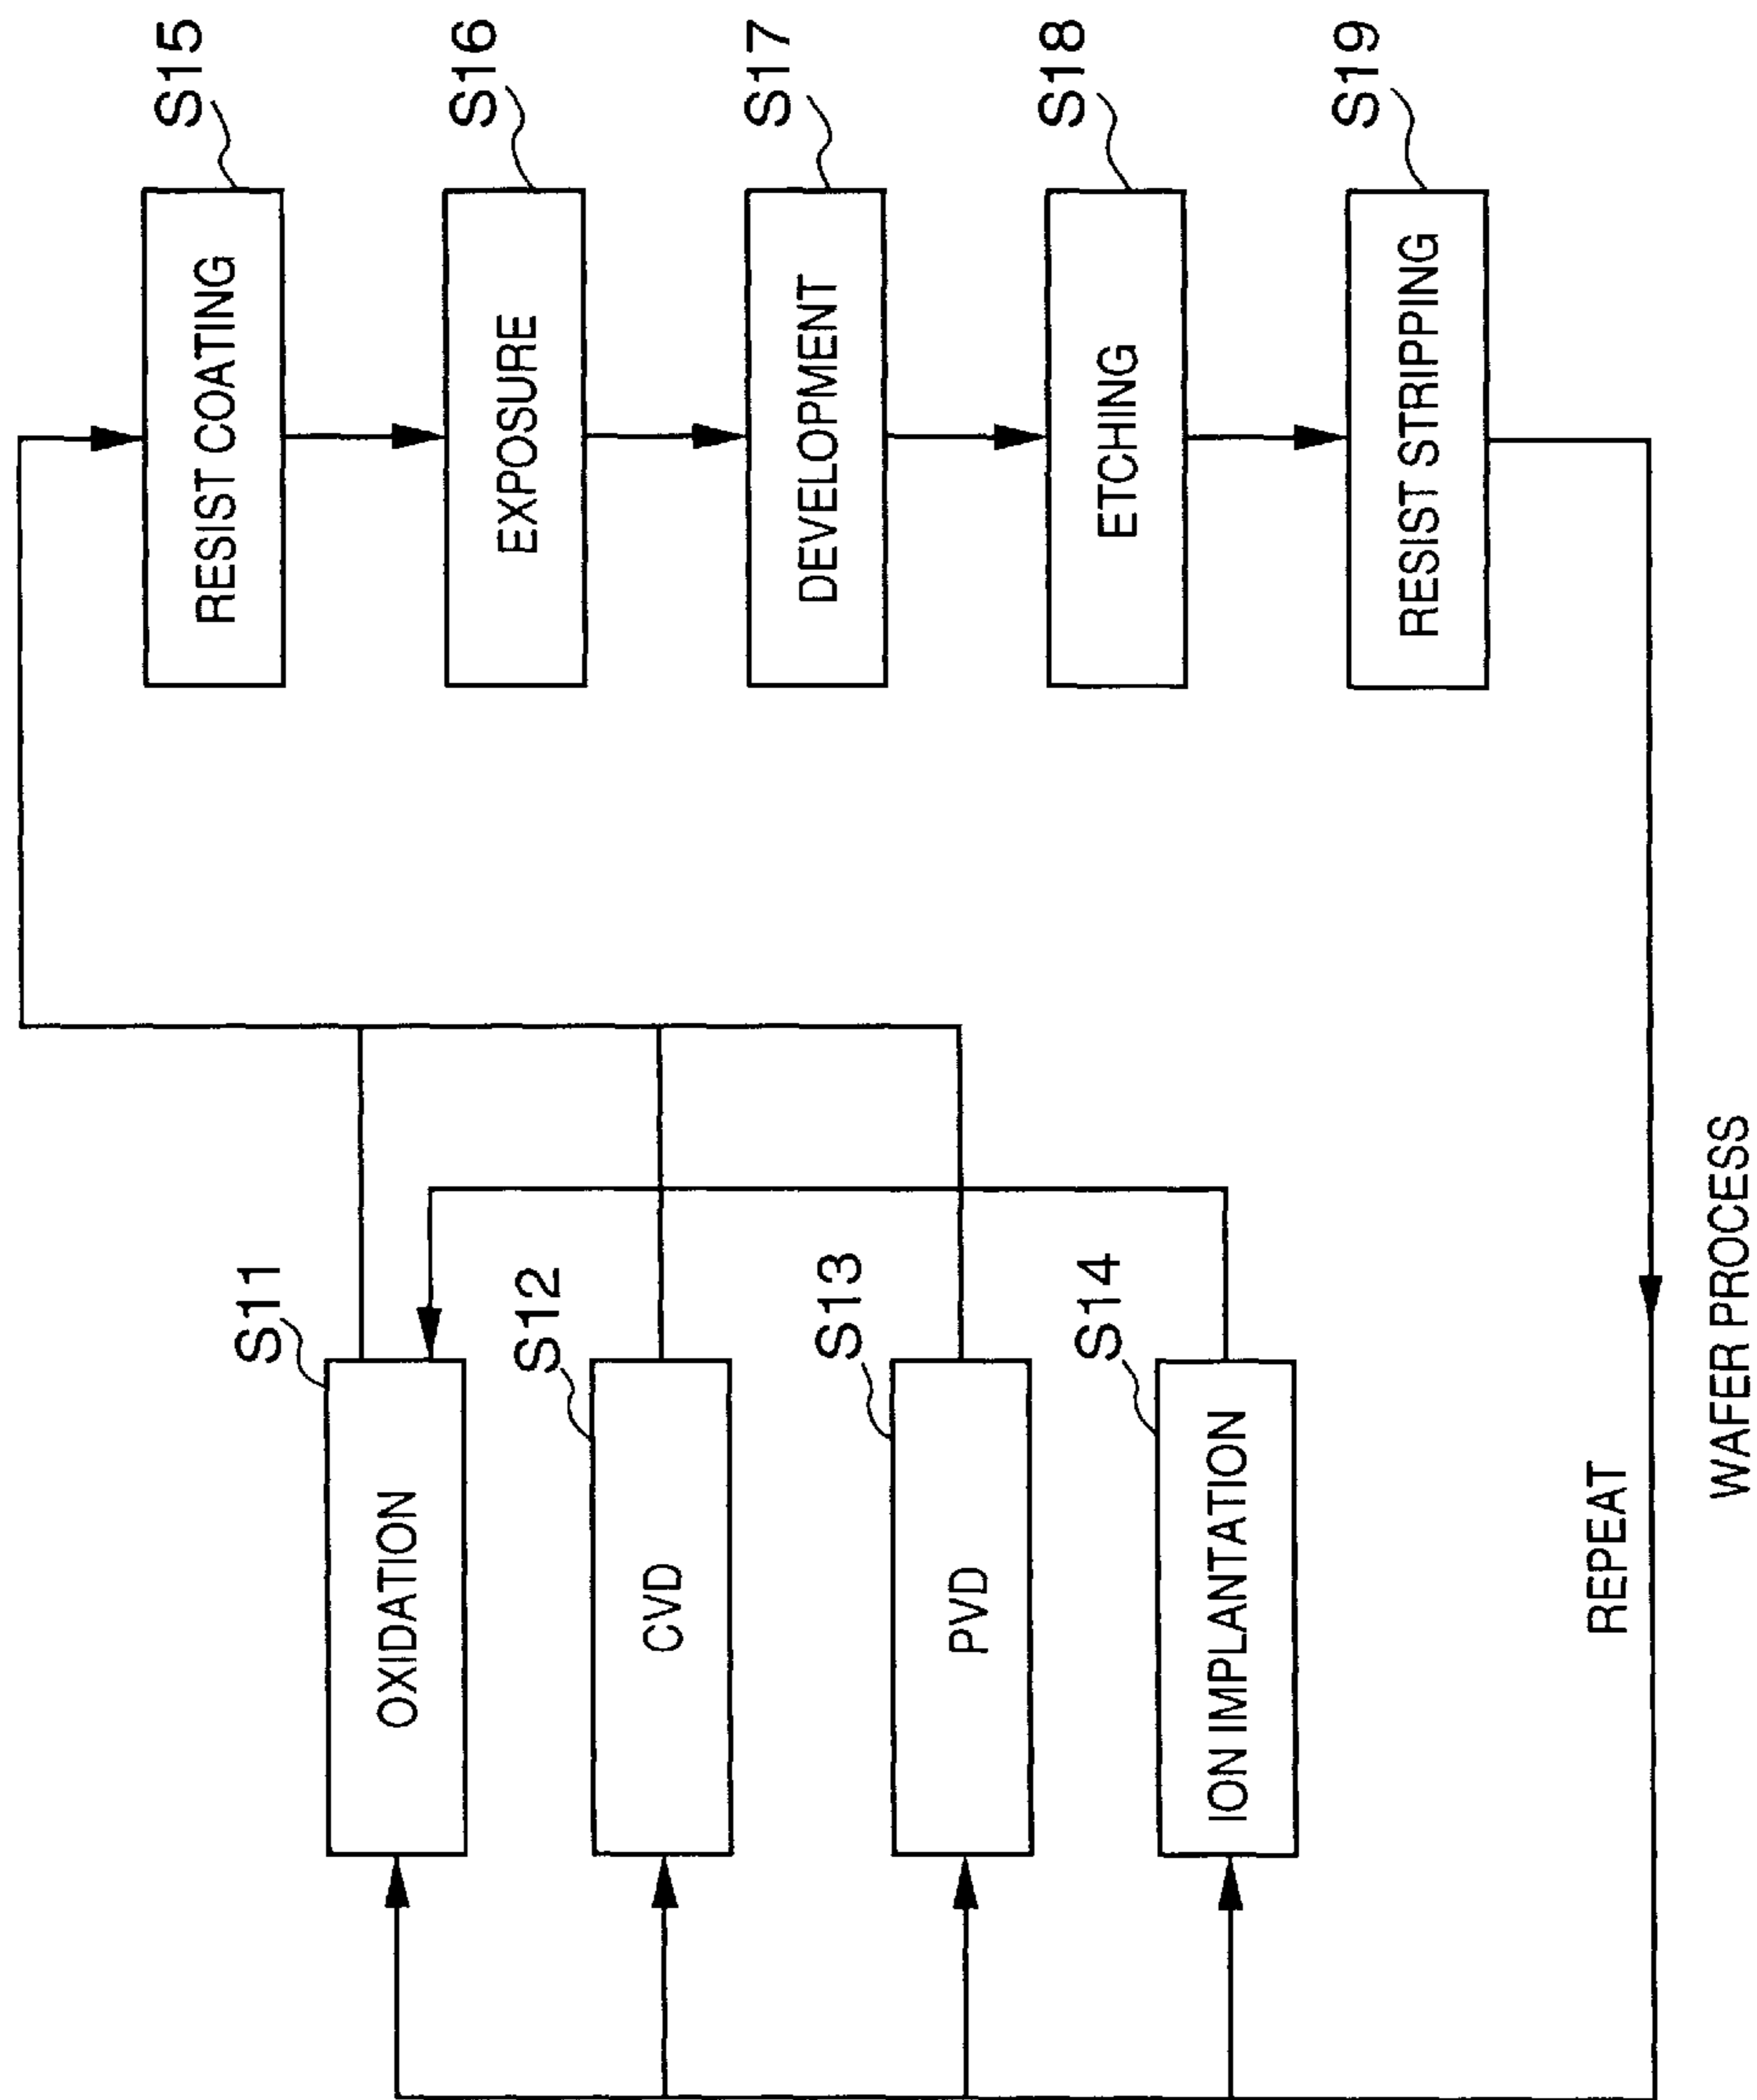 S11
OXIDATION
S12
CVD
S13
PVD
S14
ION IMPLANTATION
S15
RESIST COATING
S16
EXPOSURE
S17
DEVELOPMENT
S18
ETCHING
S19
RESIST STRIPPING
REPEAT
WAFER PROCESS